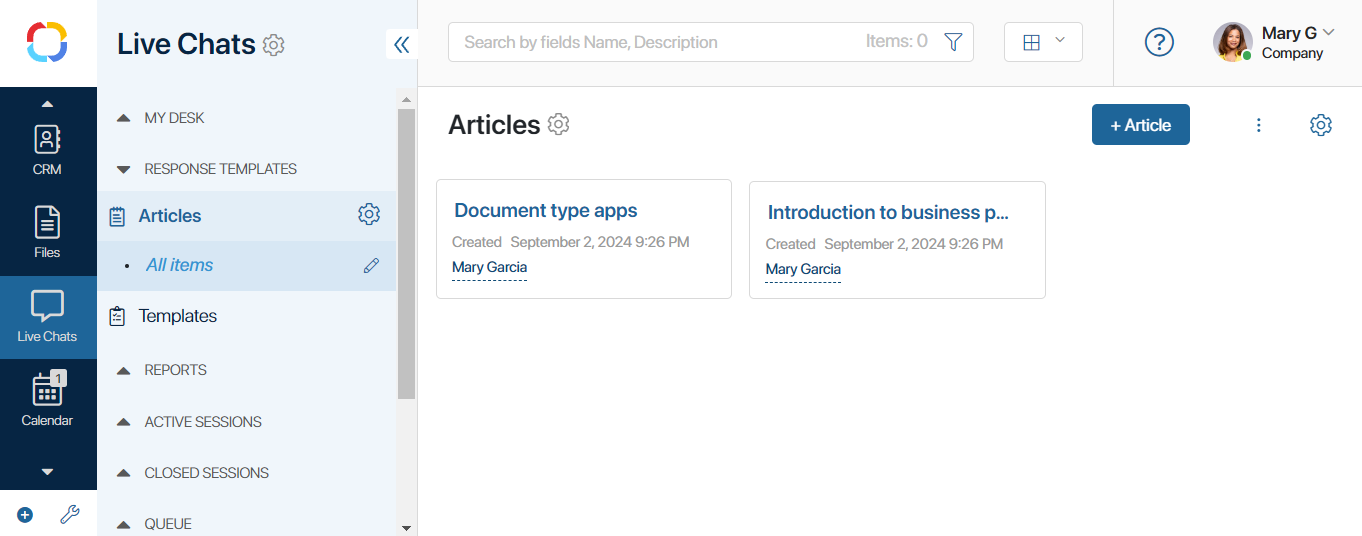 Live Chats
Search by fields Name, Description
Items: 0
Mary G
Company
CRM
Files
Live Chats
1
Calendar
MY DESK
RESPONSE TEMPLATES
Articles
All items
Templates
REPORTS
ACTIVE SESSIONS
CLOSED SESSIONS
QUEUE
Articles
+ Article
Document type apps
Created September 2, 2024 9:26 PM
Mary Garcia
Introduction to business p...
Created September 2, 2024 9:26 PM
Mary Garcia